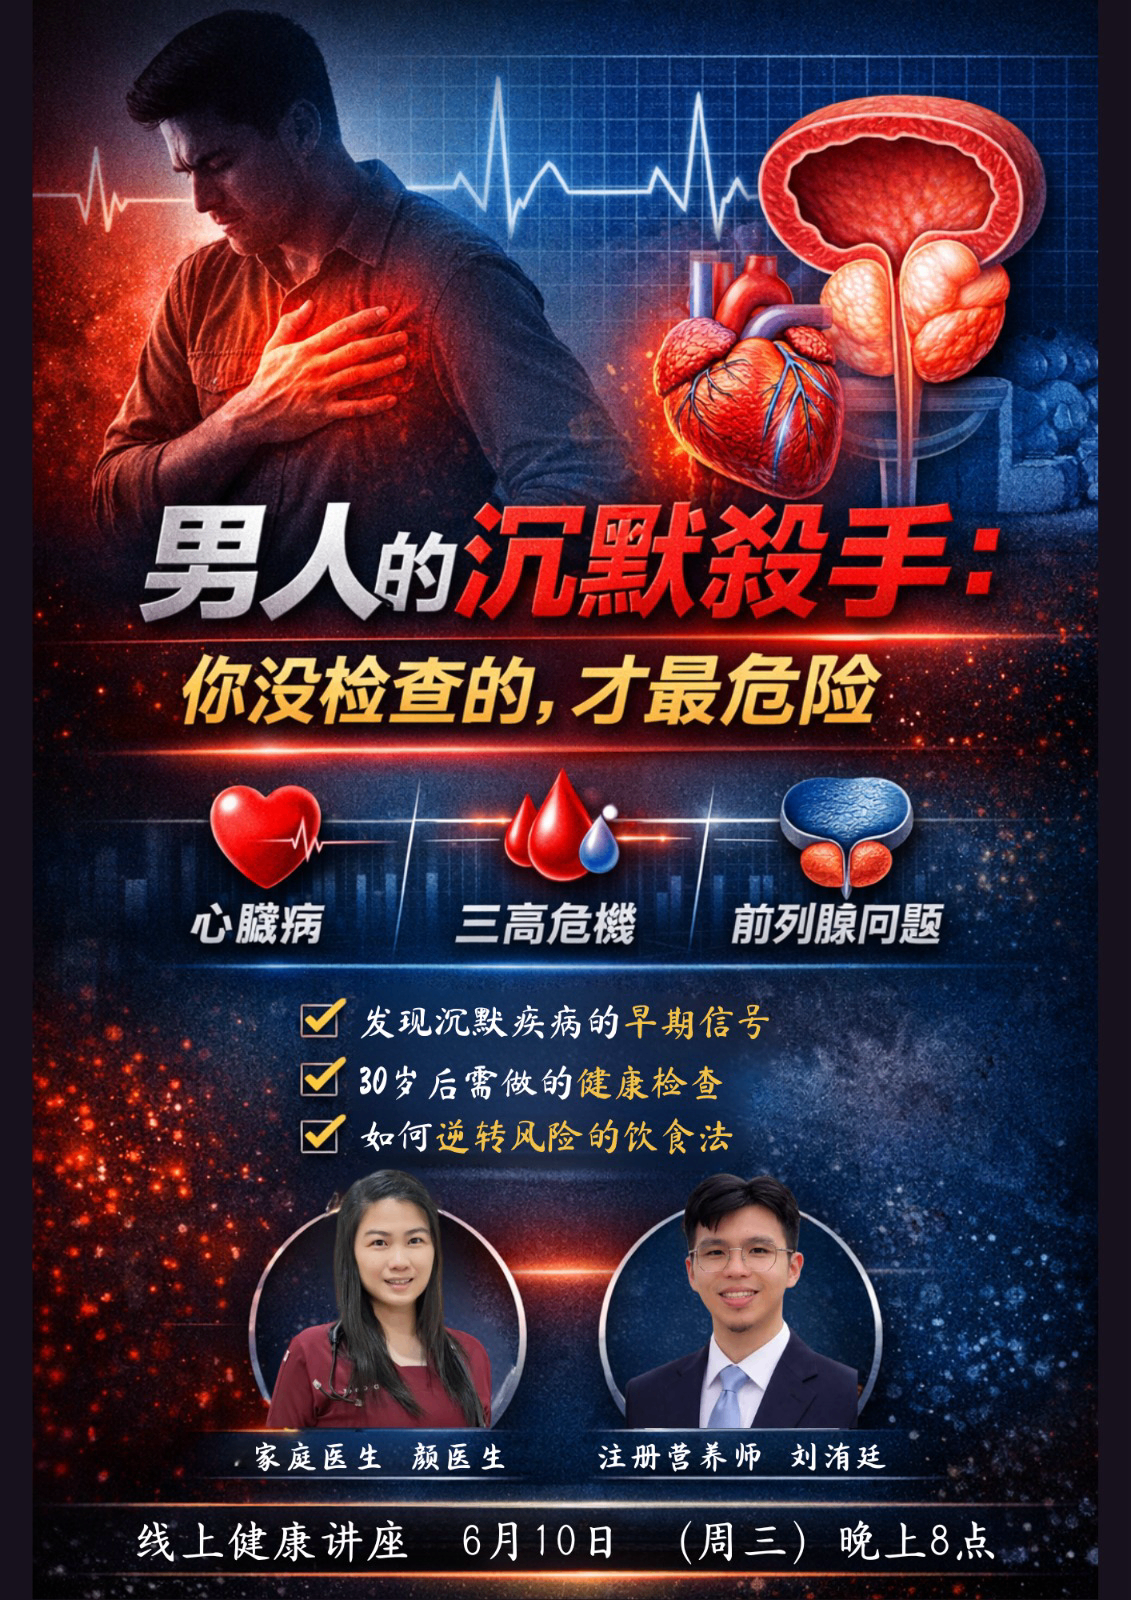 男人的沉默殺手：
你没检查的，才最危险
心臟病
三高危機
前列腺问题
发现沉默疾病的早期信号
30岁后需做的健康检查
如何逆转风险的饮食法
家庭医生 颜医生
注册营养师 刘洧廷
线上健康讲座 6月10日 （周三）晚上8点